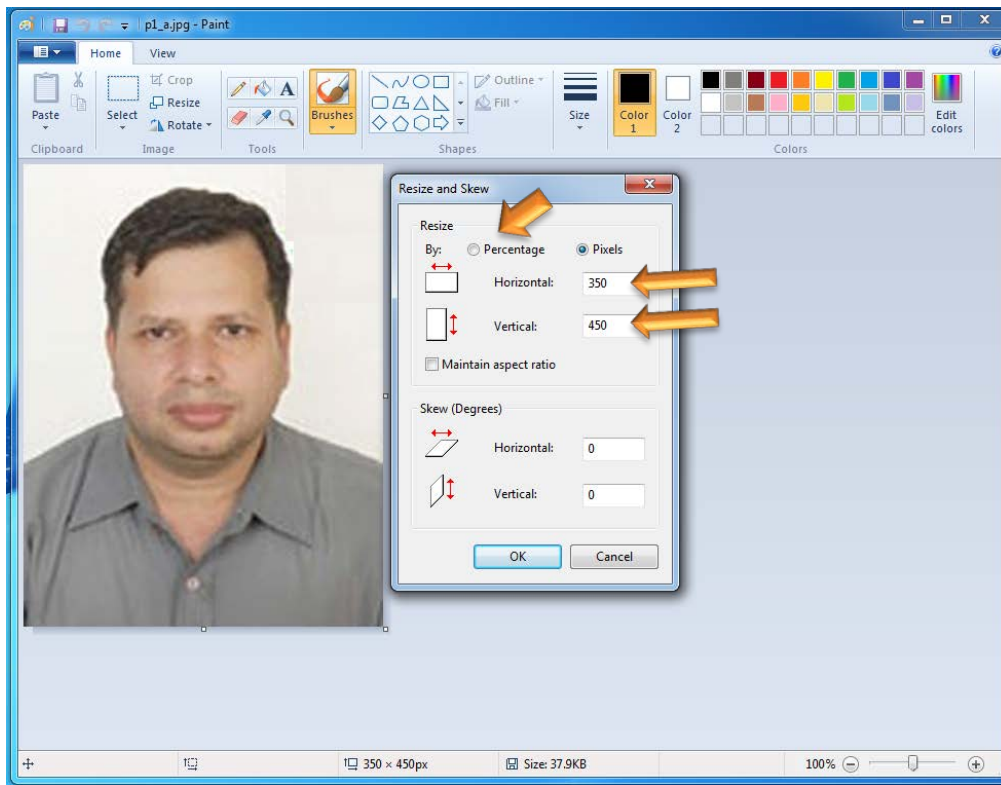 p1_a.jpg - Paint
Home View
Paste
Select
Crop
Resize
Rotate
A
Brushes
Outline
Fill
Size
Color 1
Color 2
Edit colors
Clipboard
Image
Tools
Shapes
Colors
Resize and Skew
Resize
By: Percentage Pixels
Horizontal: 350
Vertical: 450
Maintain aspect ratio
Skew (Degrees)
Horizontal: 0
Vertical: 0
OK Cancel
350 × 450px Size: 37.9KB 100%